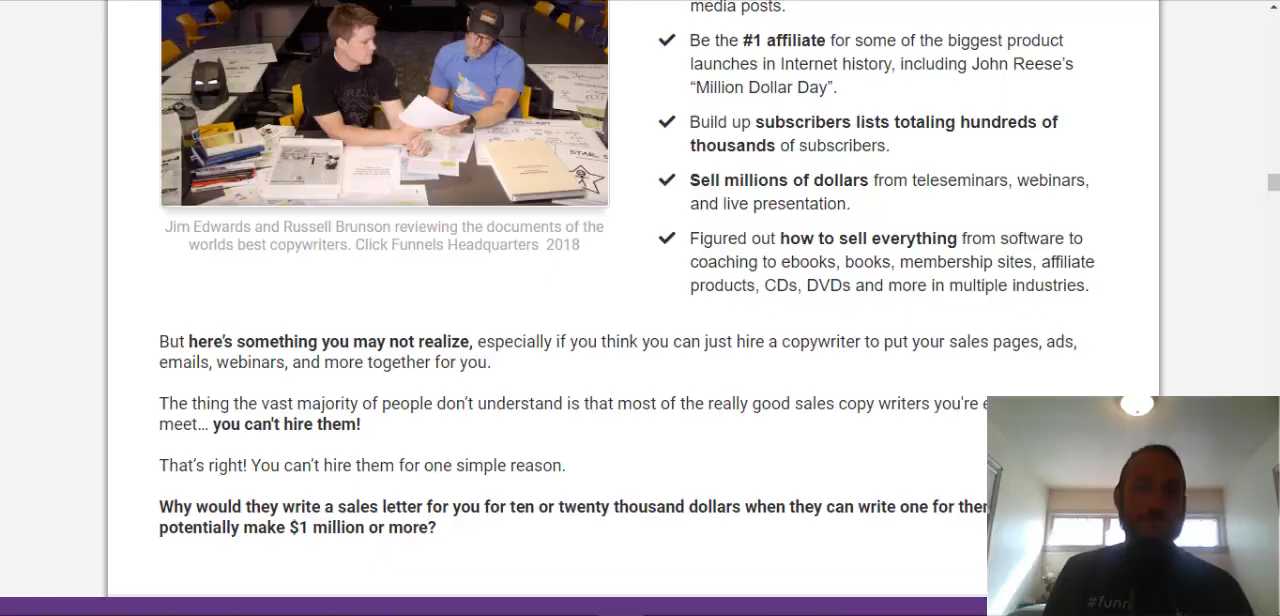 media posts.
Be the #1 affiliate for some of the biggest product
launches in Internet history, including John Reese’s
“Million Dollar Day”.
Build up subscribers lists totaling hundreds of
thousands of subscribers.
Sell millions of dollars from teleseminars, webinars,
and live presentation.
Figured out how to sell everything from software to
coaching to ebooks, books, membership sites, affiliate
products, CDs, DVDs and more in multiple industries.
Jim Edwards and Russell Brunson reviewing the documents of the
worlds best copywriters. Click Funnels Headquarters 2018
But here’s something you may not realize, especially if you think you can just hire a copywriter to put your sales pages, ads,
emails, webinars, and more together for you.
The thing the vast majority of people don’t understand is that most of the really good sales copy writers you're
meet… you can't hire them!
That’s right! You can’t hire them for one simple reason.
Why would they write a sales letter for you for ten or twenty thousand dollars when they can write one for
potentially make $1 million or more?